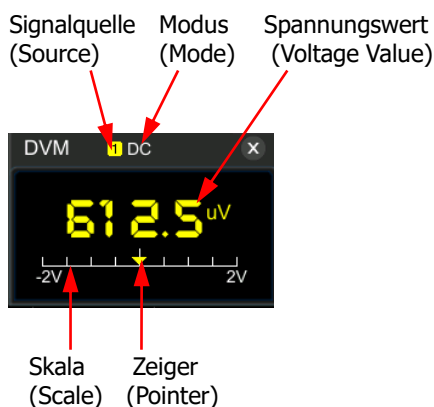 Signalquelle Modus Spannungswert
(Source) (Mode) (Voltage Value)
DVM 1 DC X
612.5 uV
-2V 2V
Skala Zeiger
(Scale) (Pointer)